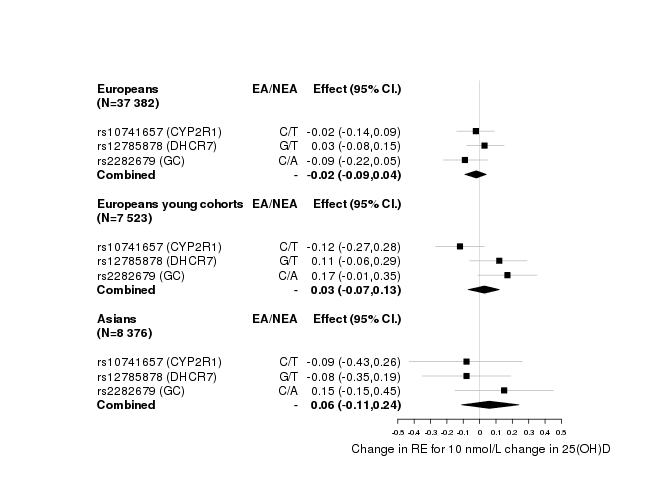 Europeans EA/NEA Effect (95% CI.)
(N=37 382)
rs10741657 (CYP2R1) C/T -0.02 (-0.14,0.09)
rs12785878 (DHCR7) G/T 0.03 (-0.08,0.15)
rs2282679 (GC) C/A -0.09 (-0.22,0.05)
Combined - -0.02 (-0.09,0.04)
Europeans young cohorts EA/NEA Effect (95% CI.)
(N=7 523)
rs10741657 (CYP2R1) C/T -0.12 (-0.27,0.28)
rs12785878 (DHCR7) G/T 0.11 (-0.06,0.29)
rs2282679 (GC) C/A 0.17 (-0.01,0.35)
Combined - 0.03 (-0.07,0.13)
Asians EA/NEA Effect (95% CI.)
(N=8 376)
rs10741657 (CYP2R1) C/T -0.09 (-0.43,0.26)
rs12785878 (DHCR7) G/T -0.08 (-0.35,0.19)
rs2282679 (GC) C/A 0.15 (-0.15,0.45)
Combined - 0.06 (-0.11,0.24)
-0.5 -0.4 -0.3 -0.2 -0.1 0 0.1 0.2 0.3 0.4 0.5
Change in RE for 10 nmol/L change in 25(OH)D